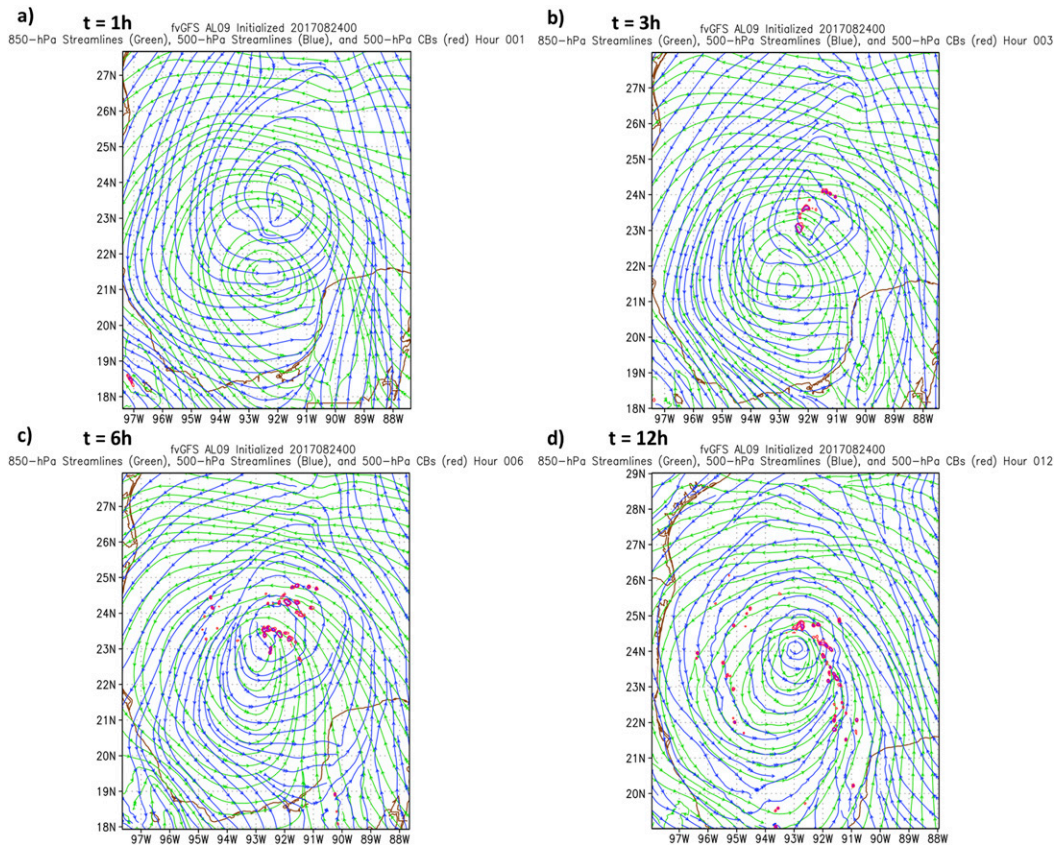 a) t = 1h
fvGFS AL09 Initialized 2017082400
850-hPa Streamlines (Green), 500-hPa Streamlines (Blue), and 500-hPa CBs (red) Hour 001
27N
26N
25N
24N
23N
22N
21N
20N
19N
18N
97W 96W 95W 94W 93W 92W 91W 90W 89W 88W
b) t = 3h
fvGFS AL09 Initialized 2017082400
850-hPa Streamlines (Green), 500-hPa Streamlines (Blue), and 500-hPa CBs (red) Hour 003
27N
26N
25N
24N
23N
22N
21N
20N
19N
18N
97W 96W 95W 94W 93W 92W 91W 90W 89W 88W
c) t = 6h
fvGFS AL09 Initialized 2017082400
850-hPa Streamlines (Green), 500-hPa Streamlines (Blue), and 500-hPa CBs (red) Hour 006
27N
26N
25N
24N
23N
22N
21N
20N
19N
18N
97W 96W 95W 94W 93W 92W 91W 90W 89W 88W
d) t = 12h
fvGFS AL09 Initialized 2017082400
850-hPa Streamlines (Green), 500-hPa Streamlines (Blue), and 500-hPa CBs (red) Hour 012
29N
28N
27N
26N
25N
24N
23N
22N
21N
20N
97W 96W 95W 94W 93W 92W 91W 90W 89W 88W